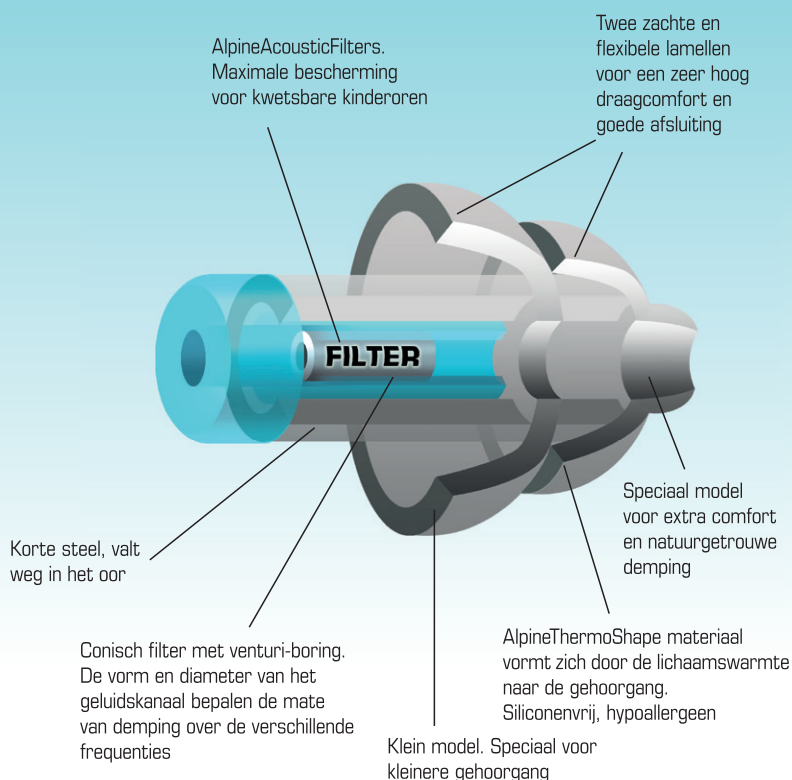 AlpineAcousticFilters.
Maximale bescherming
voor kwetsbare kinderoren
Twee zachte en
flexibele lamellen
voor een zeer hoog
draagcomfort en
goede afsluiting
FILTER
Korte steel, valt
weg in het oor
Conisch filter met venturi-boring.
De vorm en diameter van het
geluidskanaal bepalen de mate
van demping over de verschillende
frequenties
Klein model. Speciaal voor
kleinere gehoorgang
AlpineThermoShape materiaal
vormt zich door de lichaamswarmte
naar de gehoorgang.
Siliconenvrij, hypoallergeen
Speciaal model
voor extra comfort
en natuurgetrouwe
demping